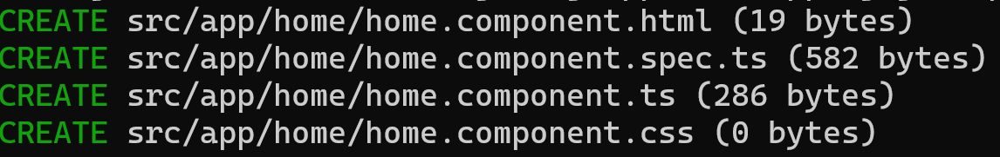 CREATE src/app/home/home.component.html (19 bytes)
CREATE src/app/home/home.component.spec.ts (582 bytes)
CREATE src/app/home/home.component.ts (286 bytes)
CREATE src/app/home/home.component.css (0 bytes)